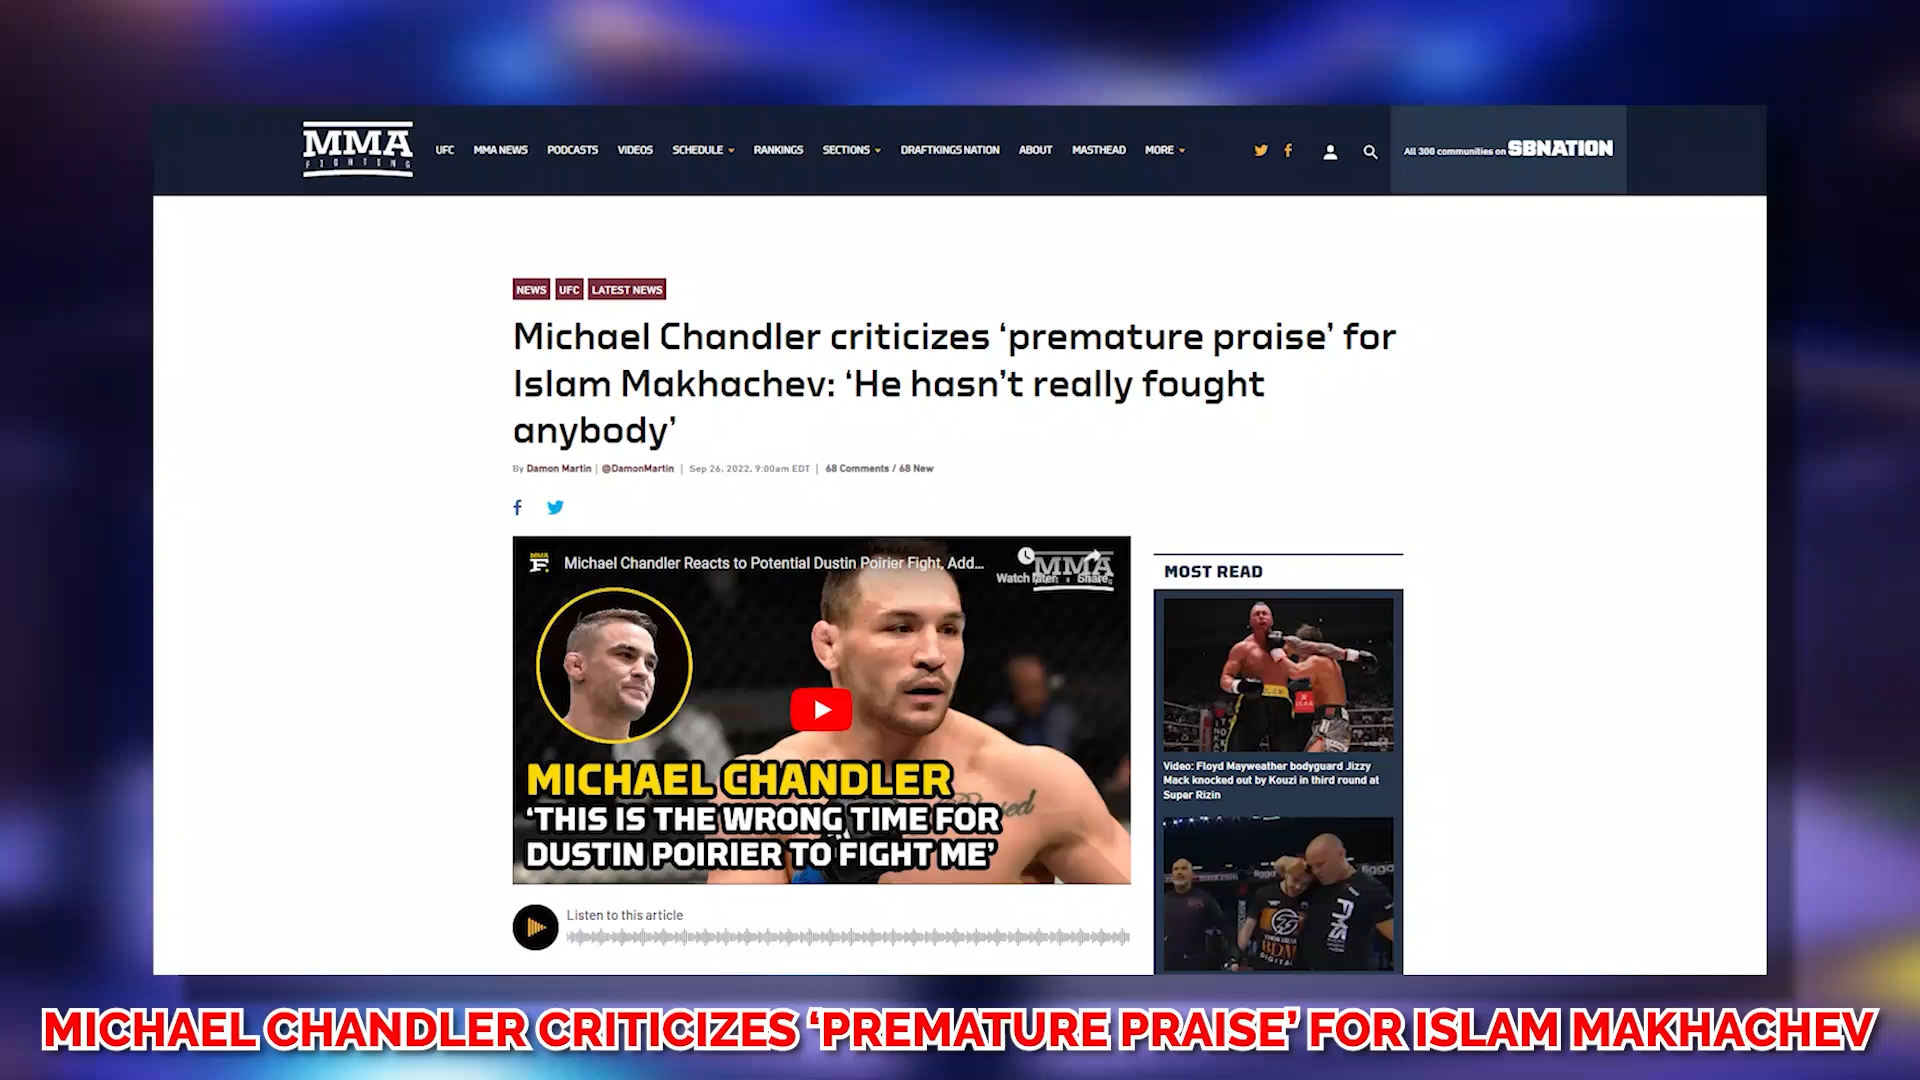 MMA
FIGHTING
UFC
MMA NEWS
PODCASTS
VIDEOS
SCHEDULE
RANKINGS
SECTIONS
DRAFTKINGS NATION
ABOUT
MASTHEAD
MORE
All 300 communities on SBNATION
NEWS
UFC
LATEST NEWS
Michael Chandler criticizes ‘premature praise’ for
Islam Makhachev: ‘He hasn’t really fought
anybody’
By Damon Martin | @DamonMartin | Sep 26, 2022, 9:00am EDT | 68 Comments / 68 New
Michael Chandler Reacts to Potential Dustin Poirier Fight, Add...
Watch later
Share
MMA
MICHAEL CHANDLER
‘THIS IS THE WRONG TIME FOR
DUSTIN POIRIER TO FIGHT ME’
Listen to this article
MOST READ
Video: Floyd Mayweather bodyguard Jizzy
Mack knocked out by Kouzi in third round at
Super Rizin
FMS
BDM
DIGITAL
MICHAEL CHANDLER CRITICIZES ‘PREMATURE PRAISE’ FOR ISLAM MAKHACHEV